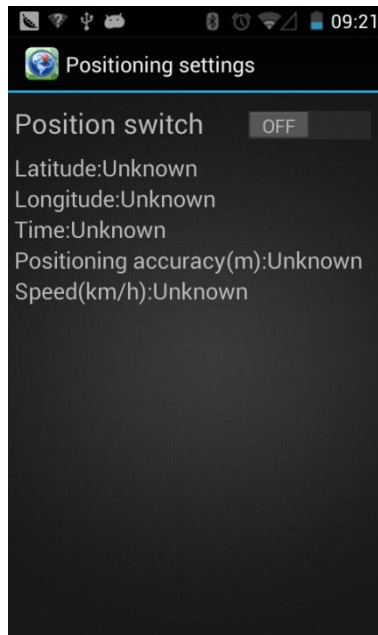 09:21
Positioning settings
Position switch OFF
Latitude:Unknown
Longitude:Unknown
Time:Unknown
Positioning accuracy(m):Unknown
Speed(km/h):Unknown